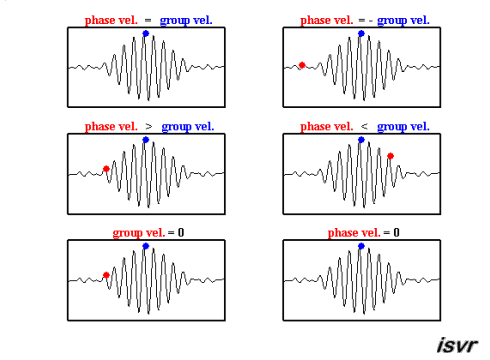 phase vel. = group vel.
phase vel. = - group vel.
phase vel. > group vel.
phase vel. < group vel.
group vel. = 0
phase vel. = 0
isvr